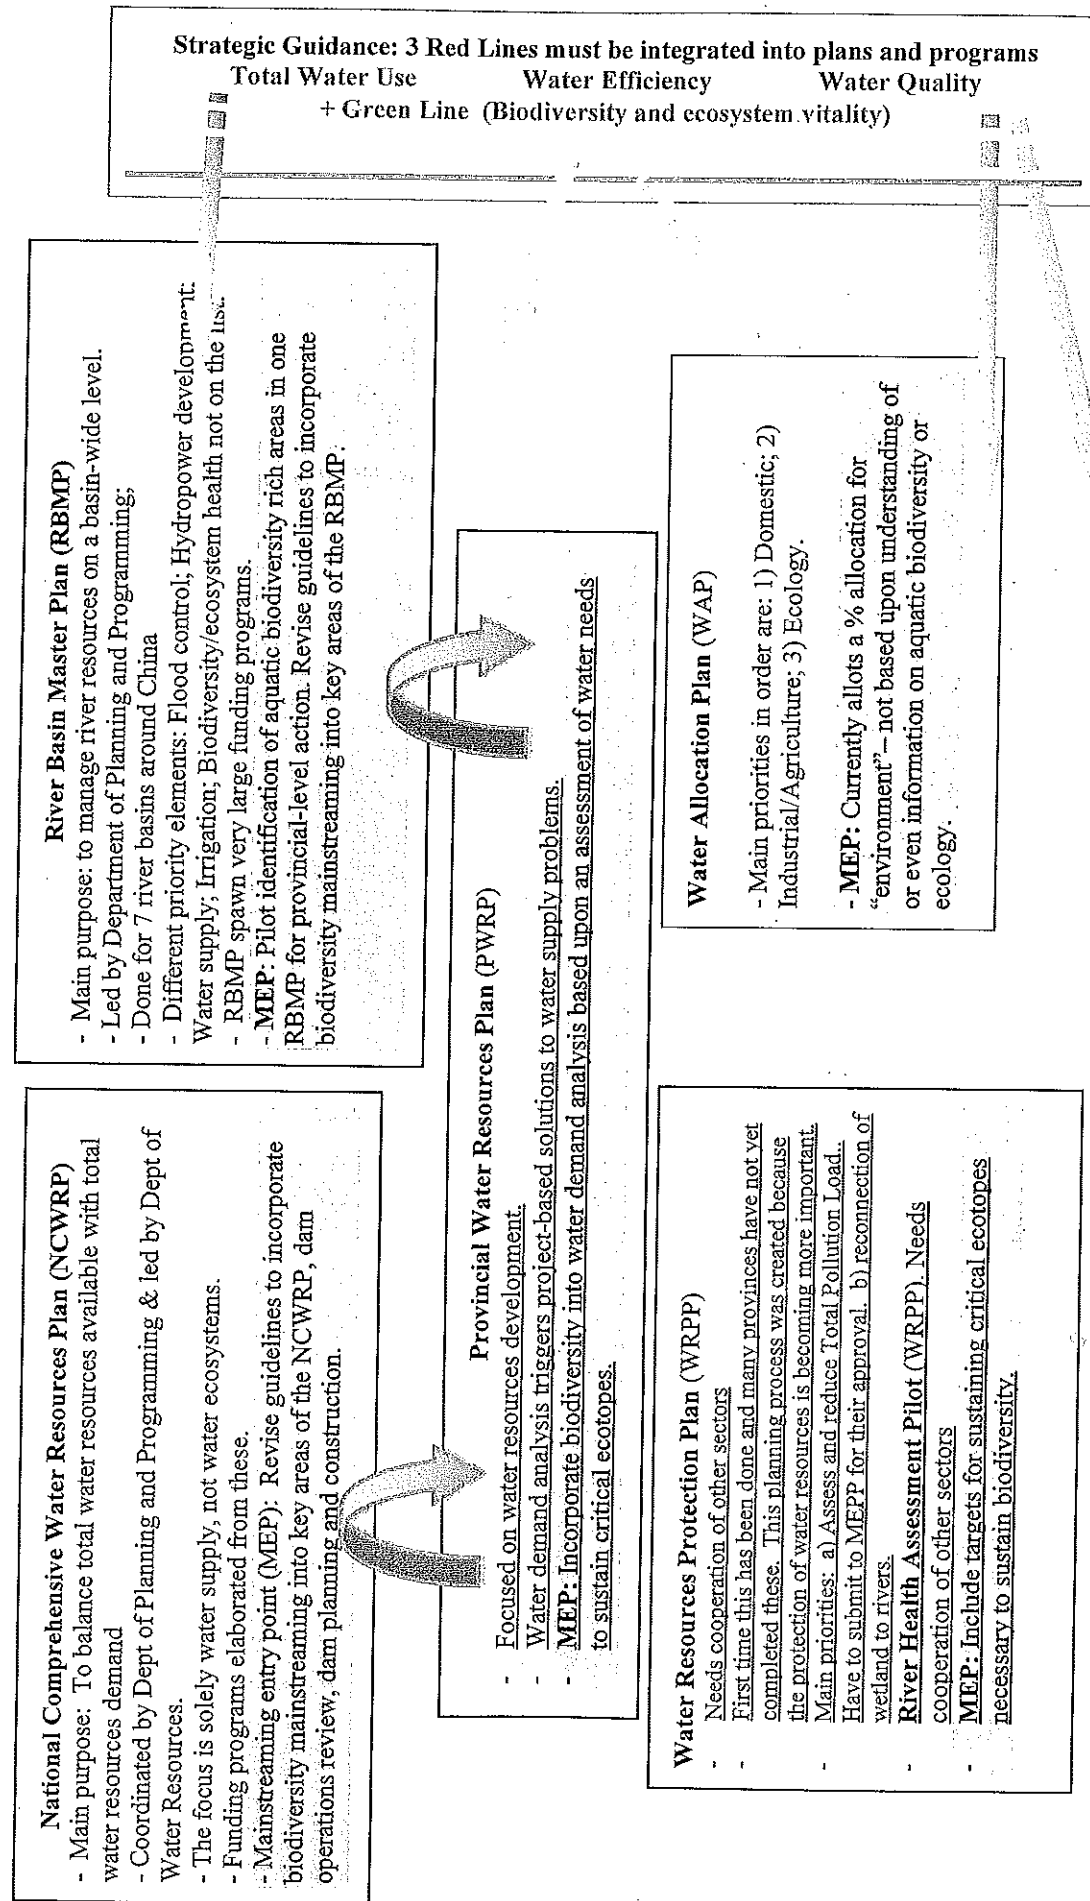 Strategic Guidance: 3 Red Lines must be integrated into plans and programs
Total Water Use Water Efficiency Water Quality
+ Green Line (Biodiversity and ecosystem vitality)
National Comprehensive Water Resources Plan (NCWRP)
- Main purpose: To balance total water resources available with total
water resources demand
- Coordinated by Dept of Planning and Programming & led by Dept of
Water Resources.
- The focus is solely water supply, not water ecosystems.
- Funding programs elaborated from these.
- Mainstreaming entry point (MEP): Revise guidelines to incorporate
biodiversity mainstreaming into key areas of the NCWRP, dam
operations review, dam planning and construction.
River Basin Master Plan (RBMP)
- Main purpose: to manage river resources on a basin-wide level.
- Led by Department of Planning and Programming;
- Done for 7 river basins around China
- Different priority elements: Flood control; Hydropower development:
Water supply; Irrigation; Biodiversity/ecosystem health not on the list.
- RBMP spawn very large funding programs.
- MEP: Pilot identification of aquatic biodiversity rich areas in one
RBMP for provincial-level action. Revise guidelines to incorporate
biodiversity mainstreaming into key areas of the RBMP.
Provincial Water Resources Plan (PWRP)
- Focused on water resources development.
- Water demand analysis triggers project-based solutions to water supply problems.
- MEP: Incorporate biodiversity into water demand analysis based upon an assessment of water needs
to sustain critical ecotopes.
Water Resources Protection Plan (WRPP)
- Needs cooperation of other sectors
- First time this has been done and many provinces have not yet
completed these. This planning process was created because
the protection of water resources is becoming more important.
- Main priorities: a) Assess and reduce Total Pollution Load..
Have to submit to MEPP for their approval. b) reconnection of
wetland to rivers.
- River Health Assessment Pilot (WRPP). Needs
cooperation of other sectors
- MEP: Include targets for sustaining critical ecotopes
necessary to sustain biodiversity.
Water Allocation Plan (WAP)
- Main priorities in order are: 1) Domestic; 2)
Industrial/Agriculture; 3) Ecology.
- MEP: Currently allots a % allocation for
“environment” – not based upon understanding of
or even information on aquatic biodiversity or
ecology.